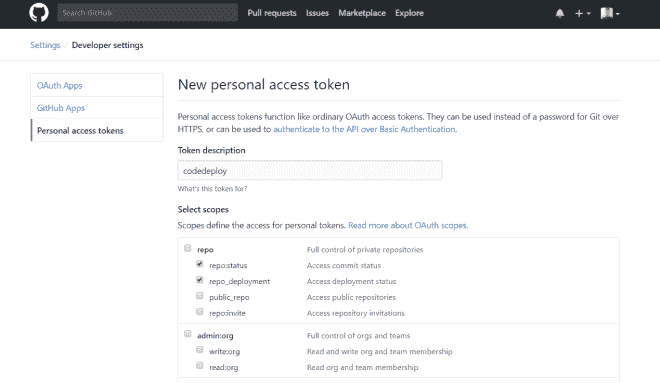 Search GitHub Pull requests Issues Marketplace Explore
Settings / Developer settings
OAuth Apps
GitHub Apps
Personal access tokens
New personal access token
Personal access tokens function like ordinary OAuth access tokens. They can be used instead of a password for Git over
HTTPS, or can be used to authenticate to the API over Basic Authentication.
Token description
codedeploy
What's this token for?
Select scopes
Scopes define the access for personal tokens. Read more about OAuth scopes.
repo Full control of private repositories
repo:status Access commit status
repo_deployment Access deployment status
public_repo Access public repositories
repo:invite Access repository invitations
admin:org Full control of orgs and teams
write:org Read and write org and team membership
read:org Read org and team membership